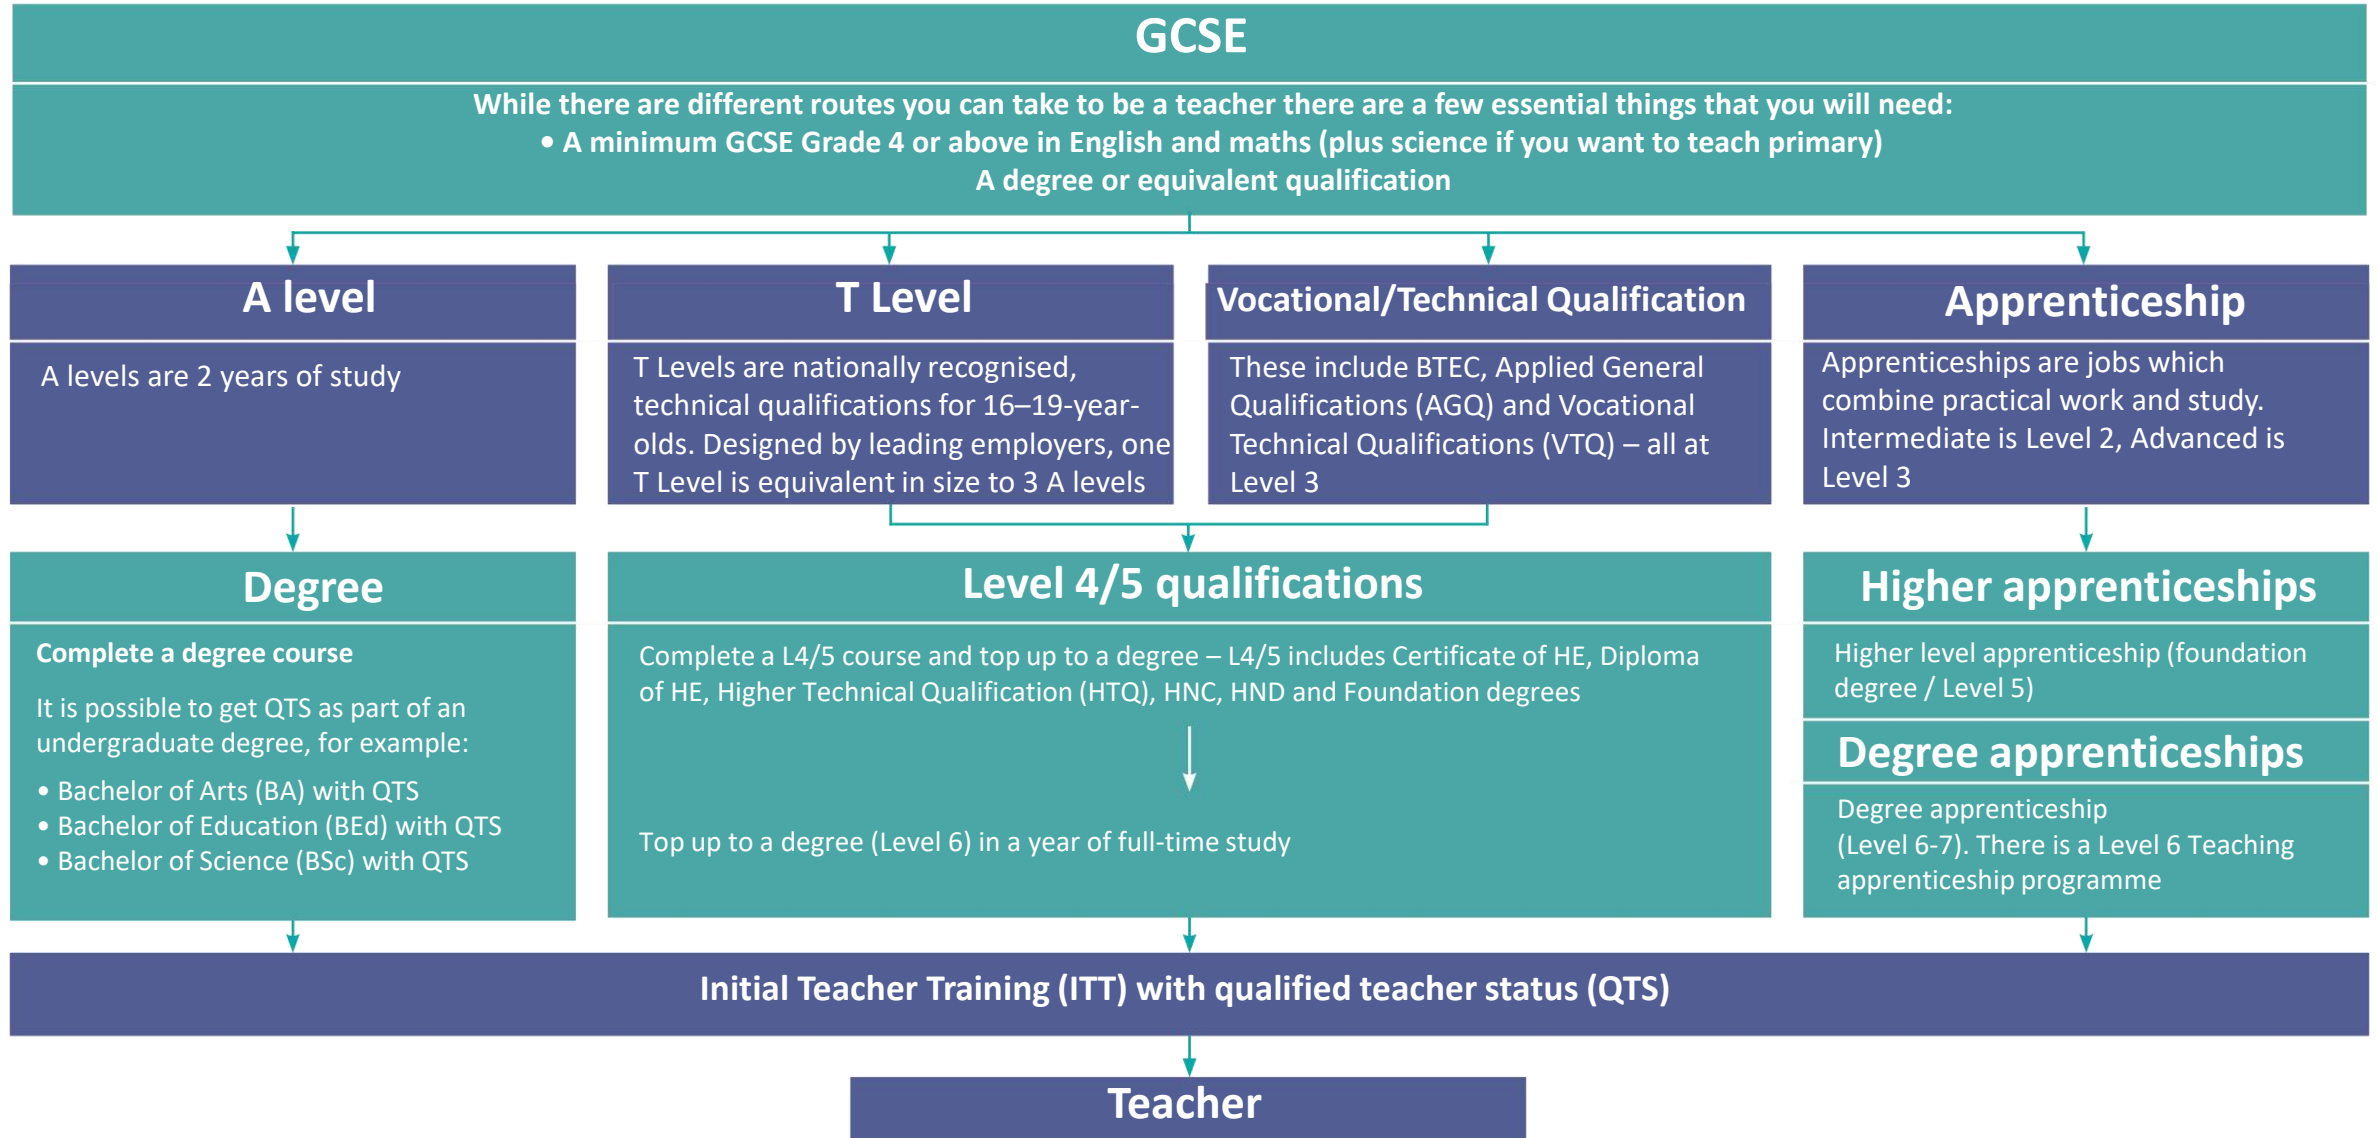 GCSE
While there are different routes you can take to be a teacher there are a few essential things that you will need:
• A minimum GCSE Grade 4 or above in English and maths (plus science if you want to teach primary)
A degree or equivalent qualification
A level
A levels are 2 years of study
T Level
T Levels are nationally recognised,
technical qualifications for 16–19-year-
olds. Designed by leading employers, one
T Level is equivalent in size to 3 A levels
Vocational/Technical Qualification
These include BTEC, Applied General
Qualifications (AGQ) and Vocational
Technical Qualifications (VTQ) – all at
Level 3
Apprenticeship
Apprenticeships are jobs which
combine practical work and study.
Intermediate is Level 2, Advanced is
Level 3
Degree
Complete a degree course
It is possible to get QTS as part of an
undergraduate degree, for example:
• Bachelor of Arts (BA) with QTS
• Bachelor of Education (BEd) with QTS
• Bachelor of Science (BSc) with QTS
Level 4/5 qualifications
Complete a L4/5 course and top up to a degree – L4/5 includes Certificate of HE, Diploma
of HE, Higher Technical Qualification (HTQ), HNC, HND and Foundation degrees
Top up to a degree (Level 6) in a year of full-time study
Higher apprenticeships
Higher level apprenticeship (foundation
degree / Level 5)
Degree apprenticeships
Degree apprenticeship
(Level 6-7). There is a Level 6 Teaching
apprenticeship programme
Initial Teacher Training (ITT) with qualified teacher status (QTS)
Teacher